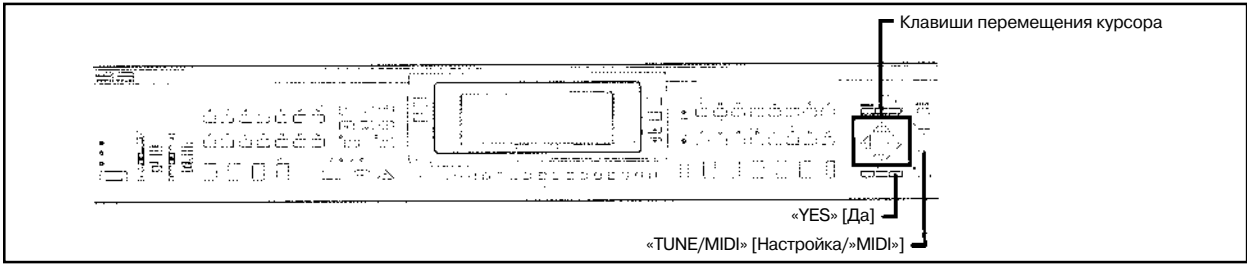 Клавиши перемещения курсора
«YES» [Да]
«TUNE/MIDI» [Настройка/»MIDI»]